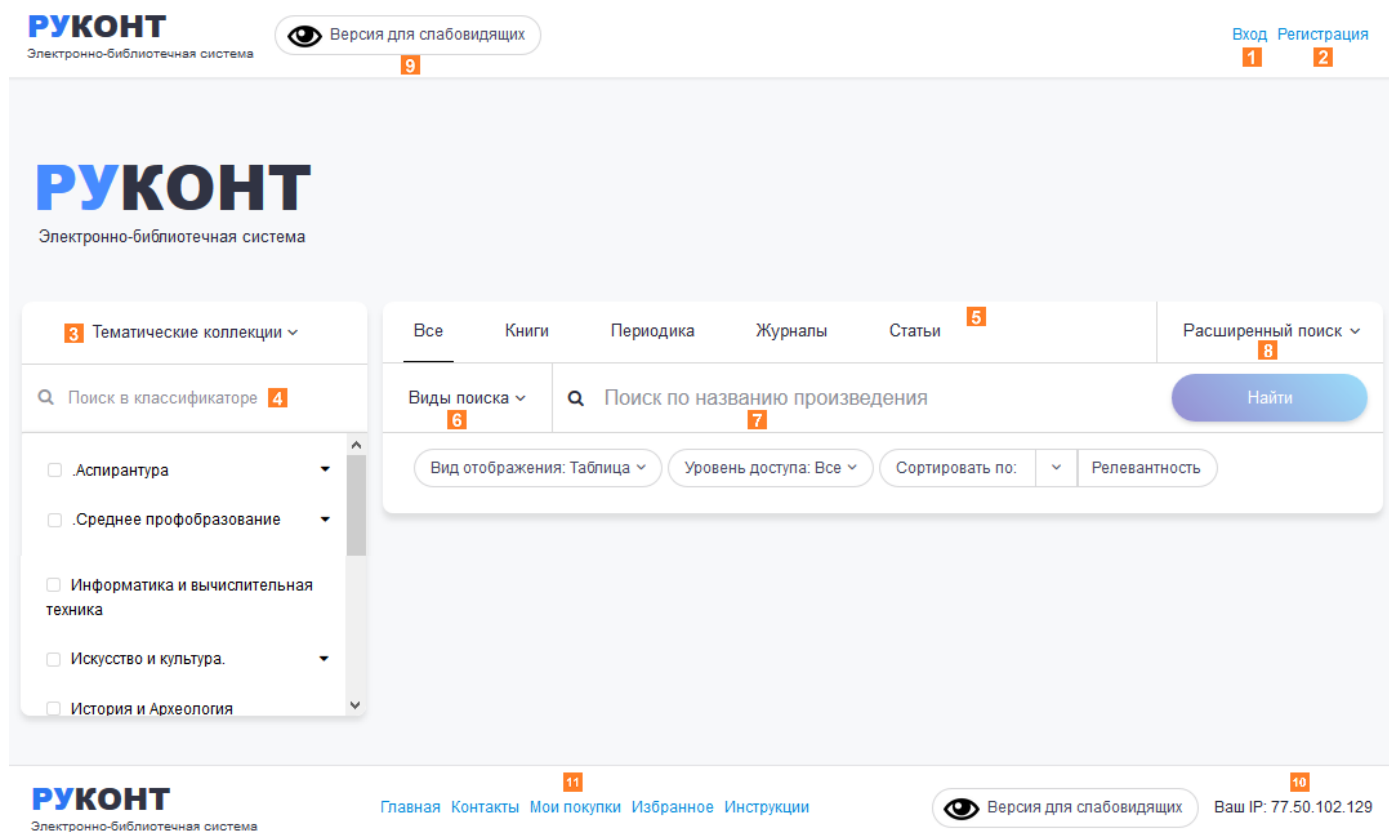 РУКОНТ
Электронно-библиотечная система
Версия для слабовидящих
9
Вход Регистрация
1 2
РУКОНТ
Электронно-библиотечная система
3 Тематические коллекции
Все Книги Периодика Журналы Статьи 5 Расширенный поиск
8
Поиск в классификаторе 4
Виды поиска Поиск по названию произведения Найти
6 7
Вид отображения: Таблица Уровень доступа: Все Сортировать по: Релевантность
.Аспирантура
.Среднее профобразование
Информатика и вычислительная
техника
Искусство и культура.
История и Археология
11 10
РУКОНТ
Электронно-библиотечная система
Главная Контакты Мои покупки Избранное Инструкции
Версия для слабовидящих Ваш IP: 77.50.102.129